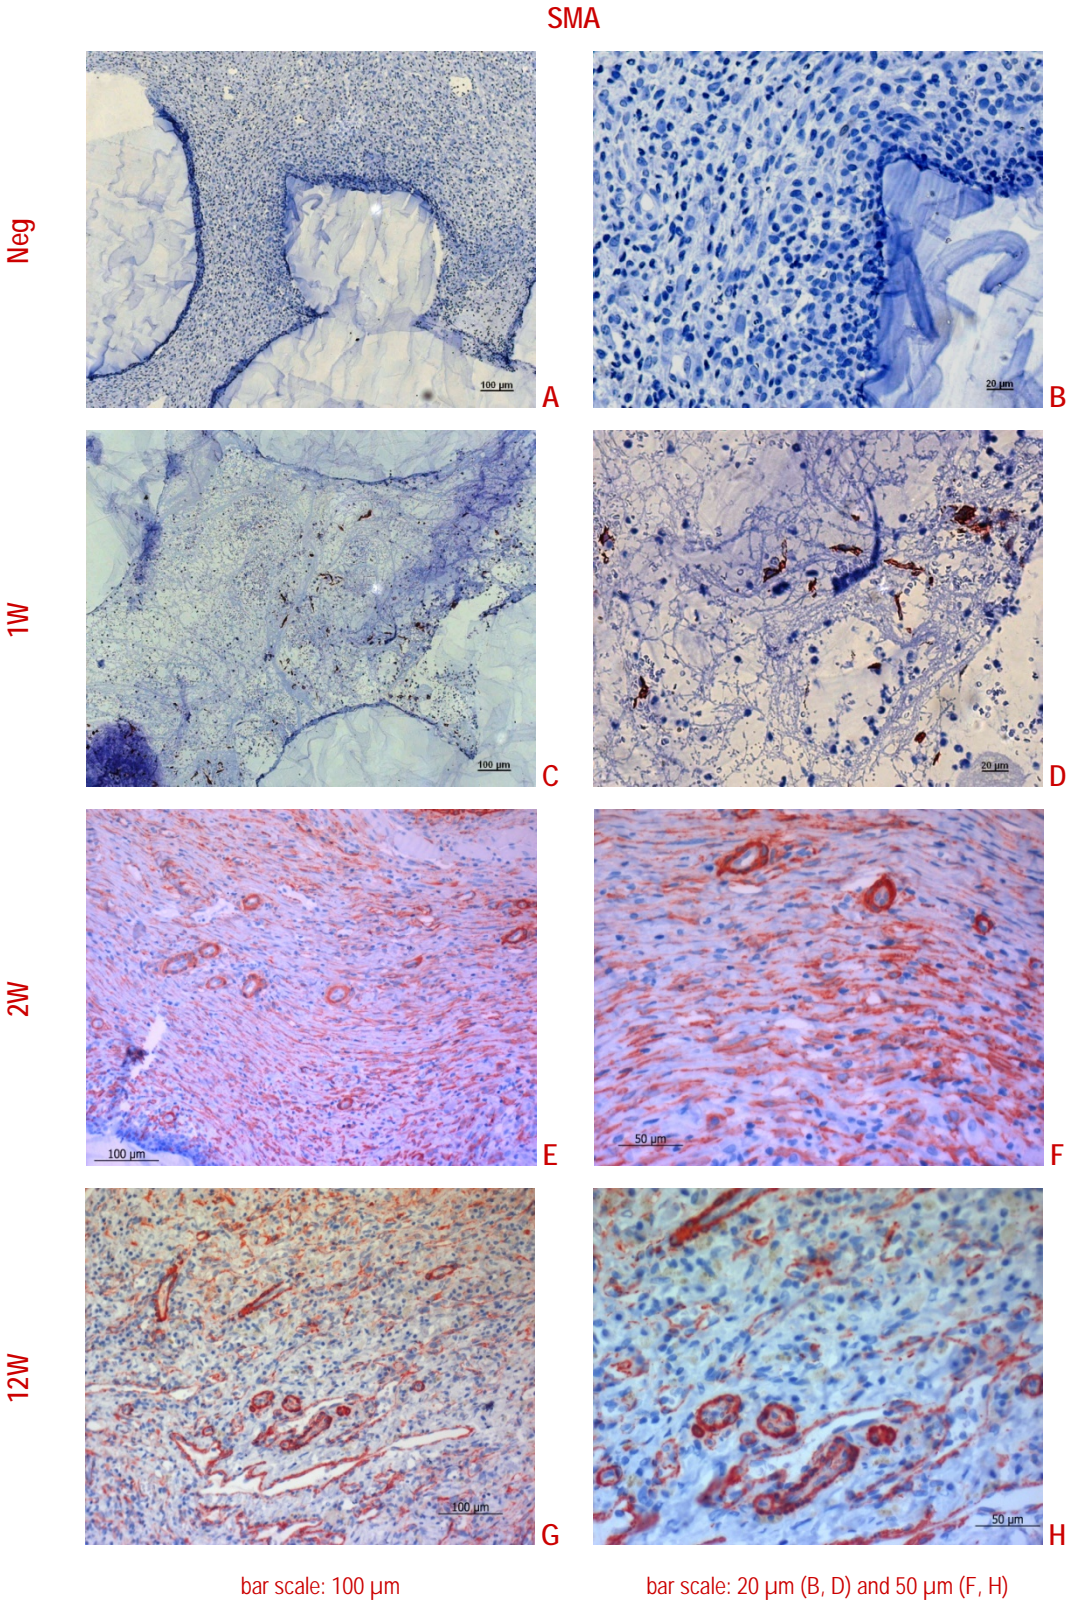 SMA
Neg
100 µm
A
20 µm
B
1W
100 µm
C
20 µm
D
2W
100 µm
E
50 µm
F
12W
100 µm
G
50 µm
H
bar scale: 100 µm
bar scale: 20 µm (B, D) and 50 µm (F, H)